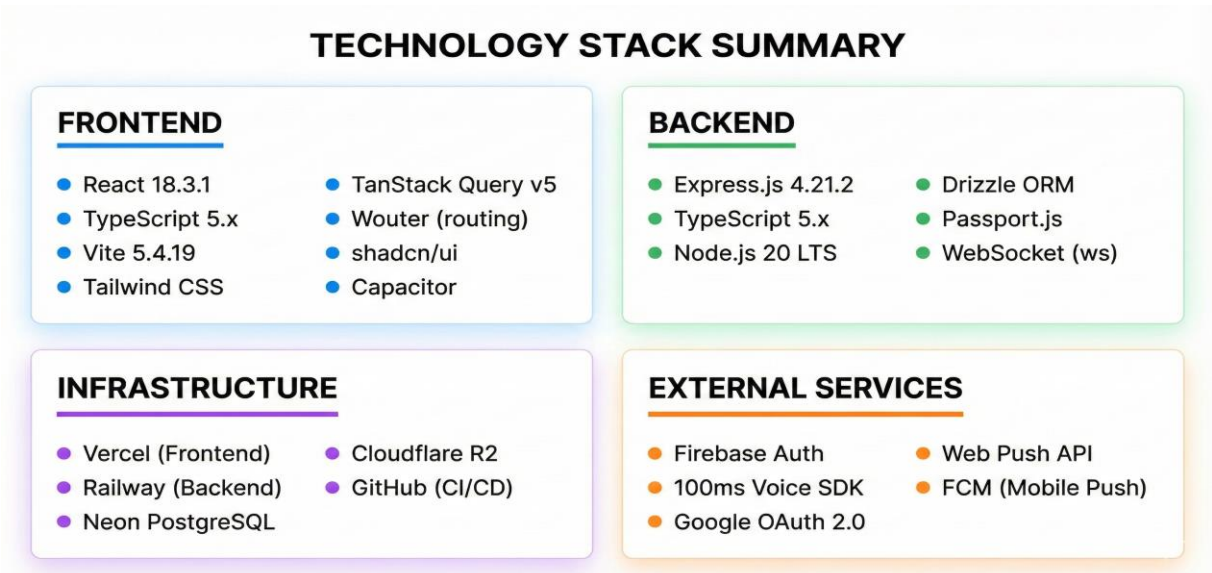 TECHNOLOGY STACK SUMMARY
FRONTEND
React 18.3.1
TypeScript 5.x
Vite 5.4.19
Tailwind CSS
TanStack Query v5
Wouter (routing)
shadcn/ui
Capacitor
BACKEND
Express.js 4.21.2
TypeScript 5.x
Node.js 20 LTS
Drizzle ORM
Passport.js
WebSocket (ws)
INFRASTRUCTURE
Vercel (Frontend)
Railway (Backend)
Neon PostgreSQL
Cloudflare R2
GitHub (CI/CD)
EXTERNAL SERVICES
Firebase Auth
100ms Voice SDK
Google OAuth 2.0
Web Push API
FCM (Mobile Push)